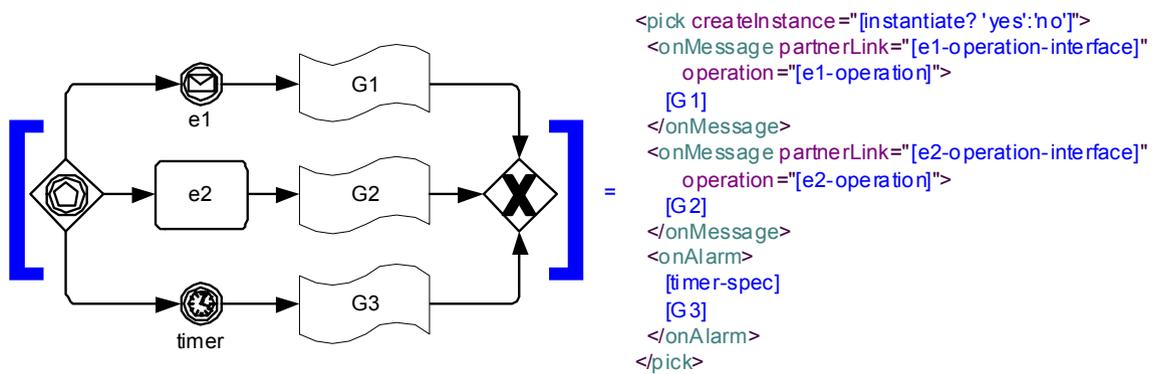 G1
e1
e2
G2
X
G3
timer
=
<pick createInstance="[instantiate? 'yes':'no']">
<onMessage partnerLink="[e1-operation-interface]"
operation="[e1-operation]">
[G1]
</onMessage>
<onMessage partnerLink="[e2-operation-interface]"
operation="[e2-operation]">
[G2]
</onMessage>
<onAlarm>
[timer-spec]
[G3]
</onAlarm>
</pick>